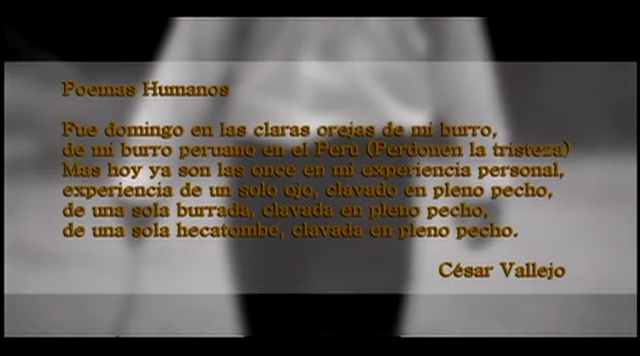 Poemas Humanos
Fue domingo en las claras orejas de mi burro,
de mi burro peruano en el Perú (Perdonen la tristeza)
Mas hoy ya son las once en mi experiencia personal,
experiencia de un solo ojo, clavado en pleno pecho,
de una sola burrada, clavada en pleno pecho,
de una sola hecatombe, clavada en pleno pecho.
César Vallejo